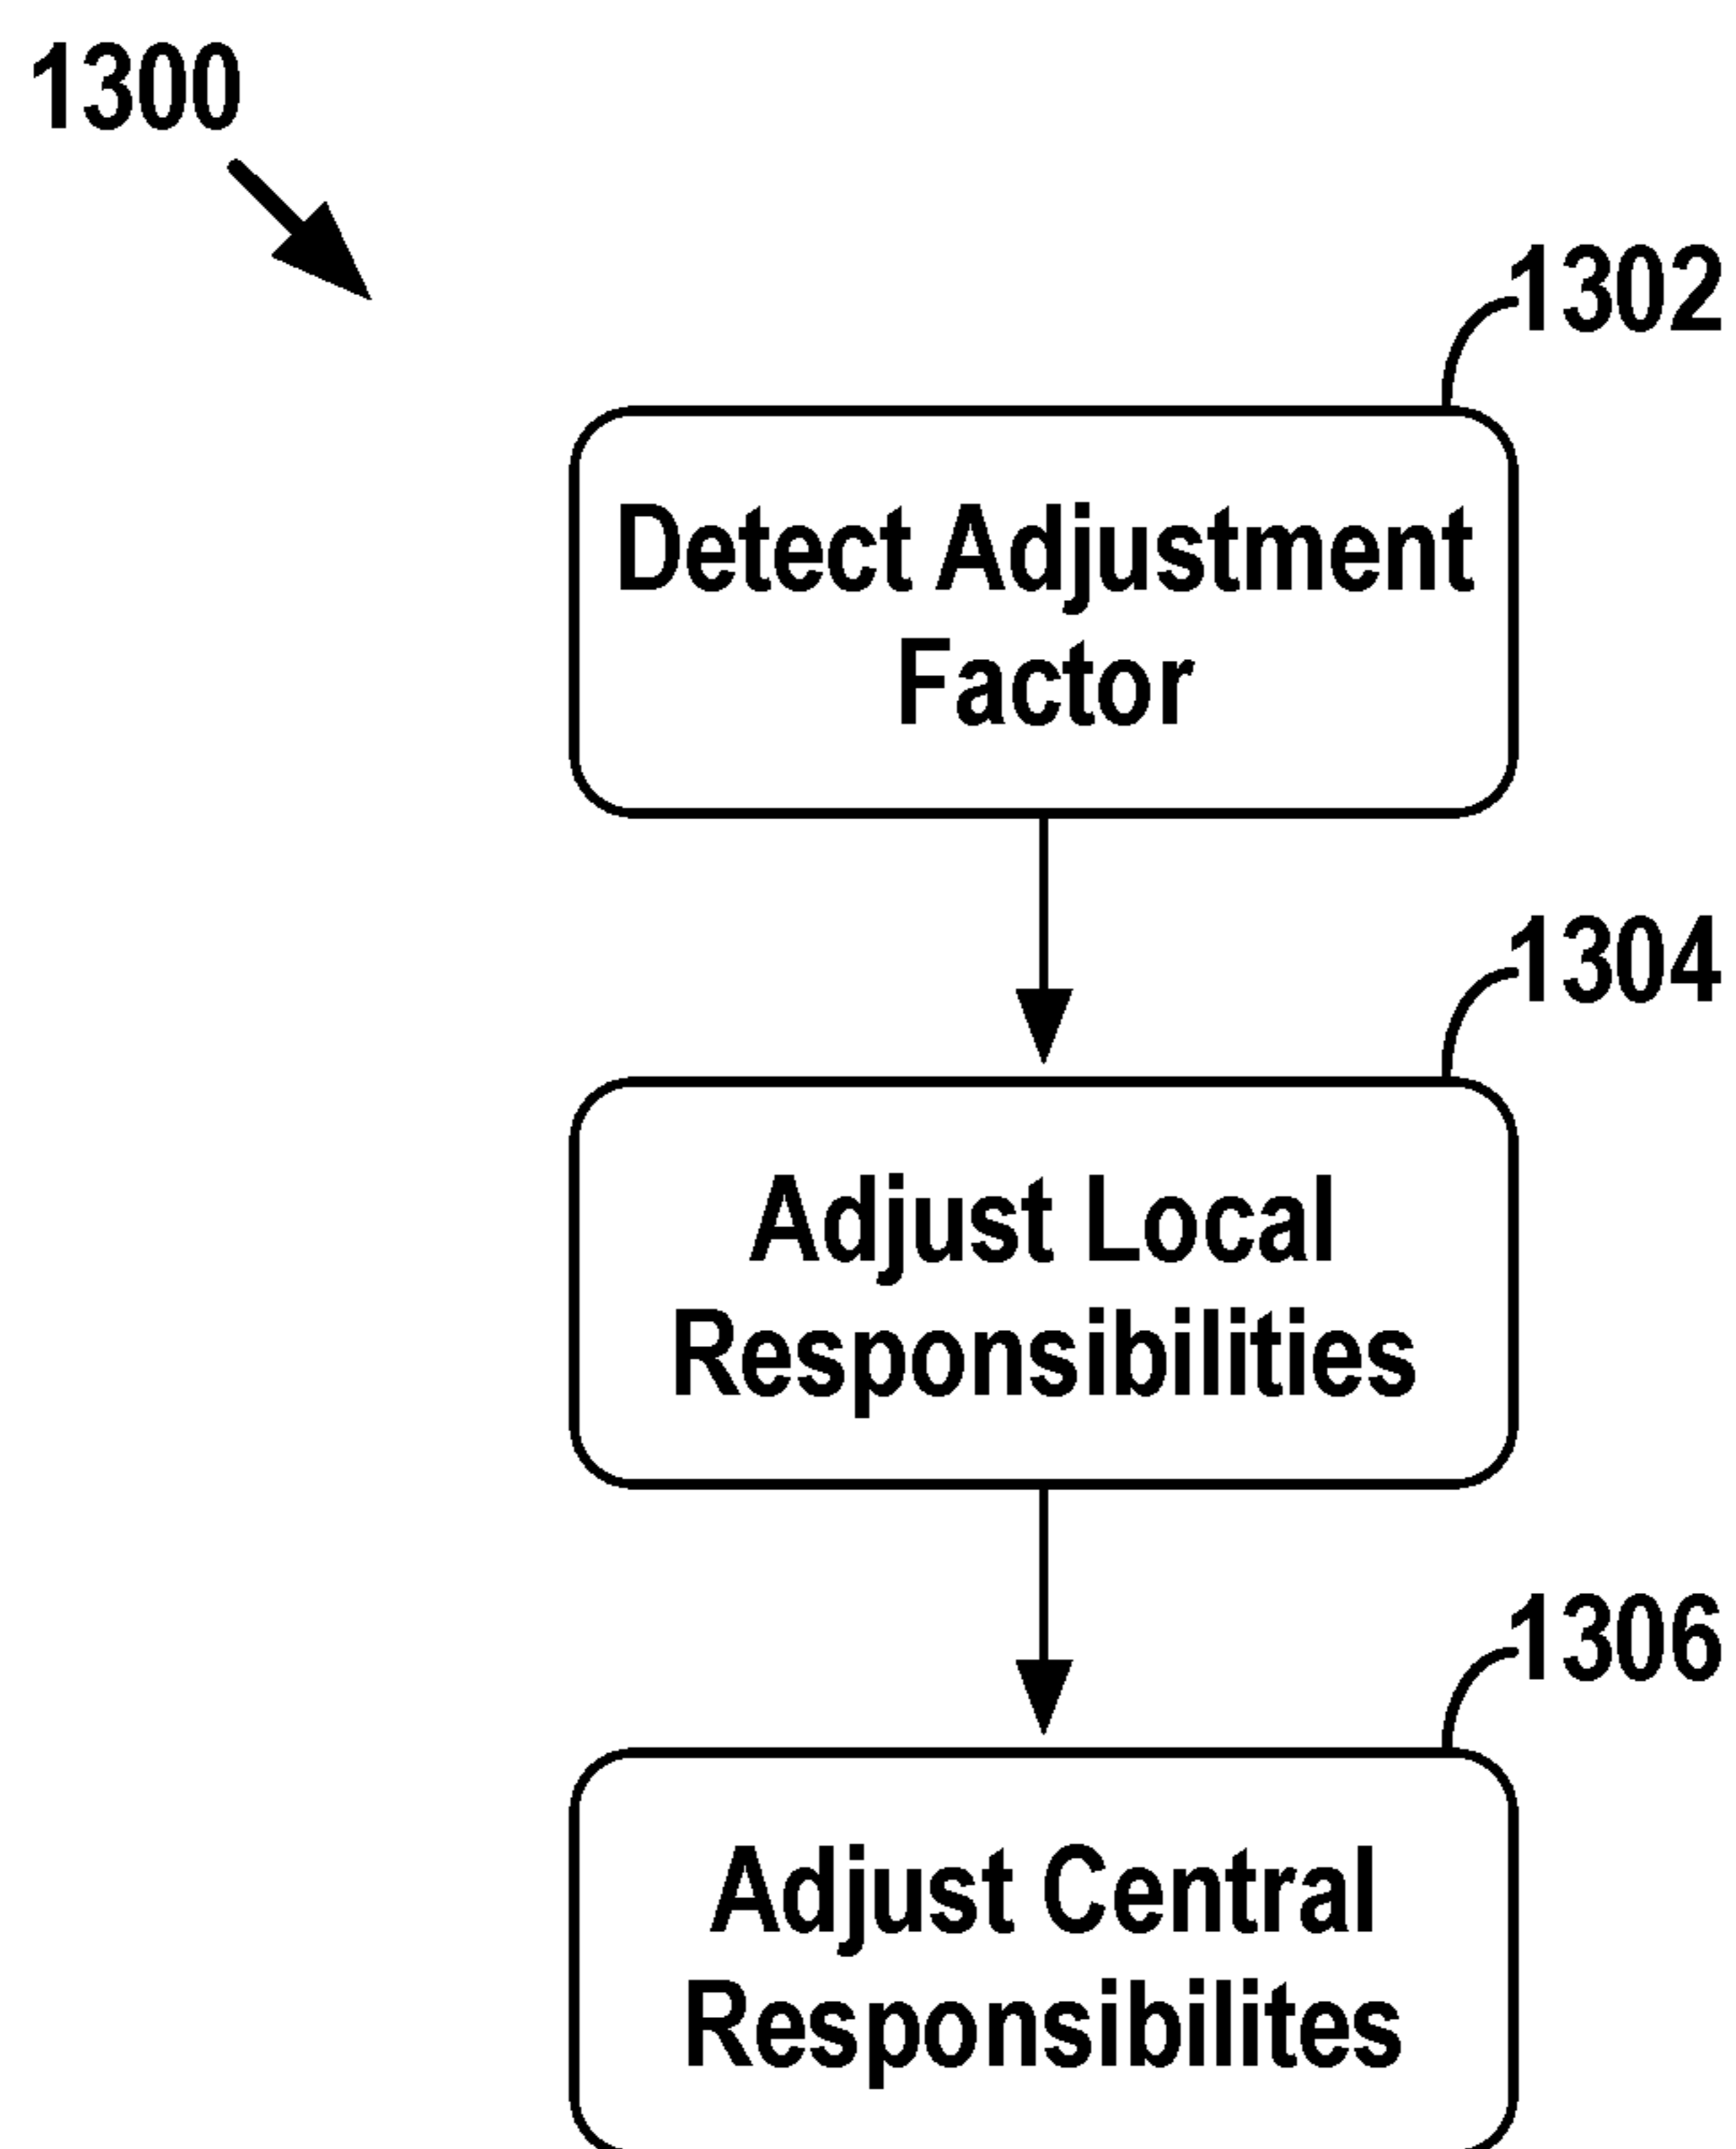 1300
1302
Detect Adjustment
Factor
1304
Adjust Local
Responsibilities
1306
Adjust Central
Responsibilites